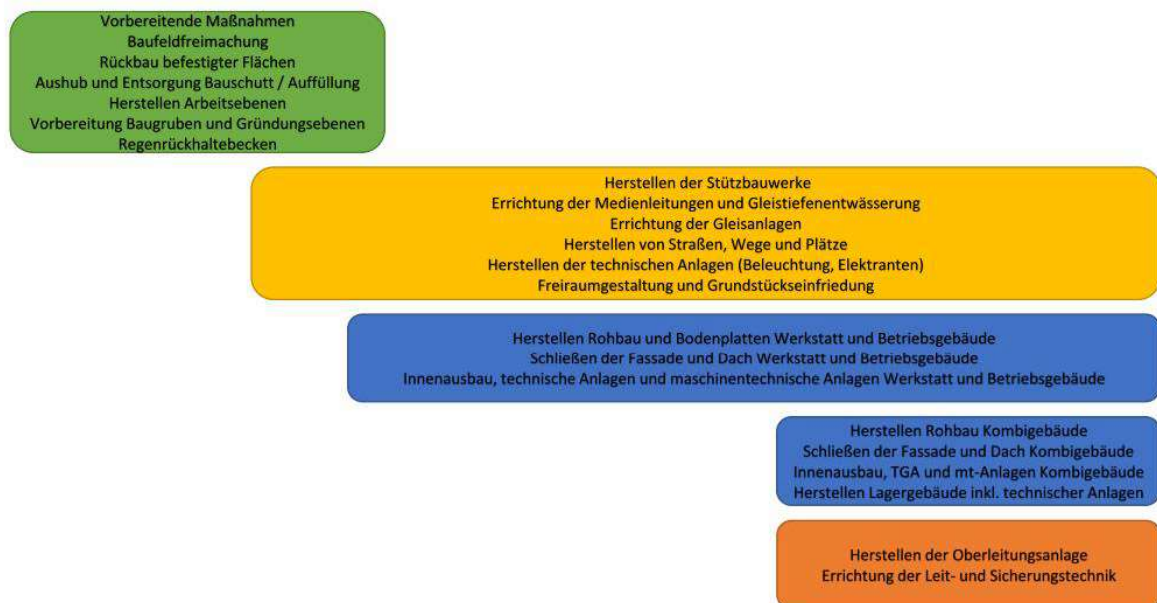 Vorbereitende Maßnahmen
Baufeldfreimachung
Rückbau befestigter Flächen
Aushub und Entsorgung Bauschutt / Auffüllung
Herstellen Arbeitsebenen
Vorbereitung Baugruben und Gründungsebenen
Regenrückhaltebecken
Herstellen der Stützbauwerke
Errichtung der Medienleitungen und Gleistiefenentwässerung
Errichtung der Gleisanlagen
Herstellen von Straßen, Wege und Plätze
Herstellen der technischen Anlagen (Beleuchtung, Elektranten)
Freiraumgestaltung und Grundstückseinfriedung
Herstellen Rohbau und Bodenplatten Werkstatt und Betriebsgebäude
Schließen der Fassade und Dach Werkstatt und Betriebsgebäude
Innenausbau, technische Anlagen und maschinentechnische Anlagen Werkstatt und Betriebsgebäude
Herstellen Rohbau Kombigebäude
Schließen der Fassade und Dach Kombigebäude
Innenausbau, TGA und mt-Anlagen Kombigebäude
Herstellen Lagergebäude inkl. technischer Anlagen
Herstellen der Oberleitungsanlage
Errichtung der Leit- und Sicherungstechnik